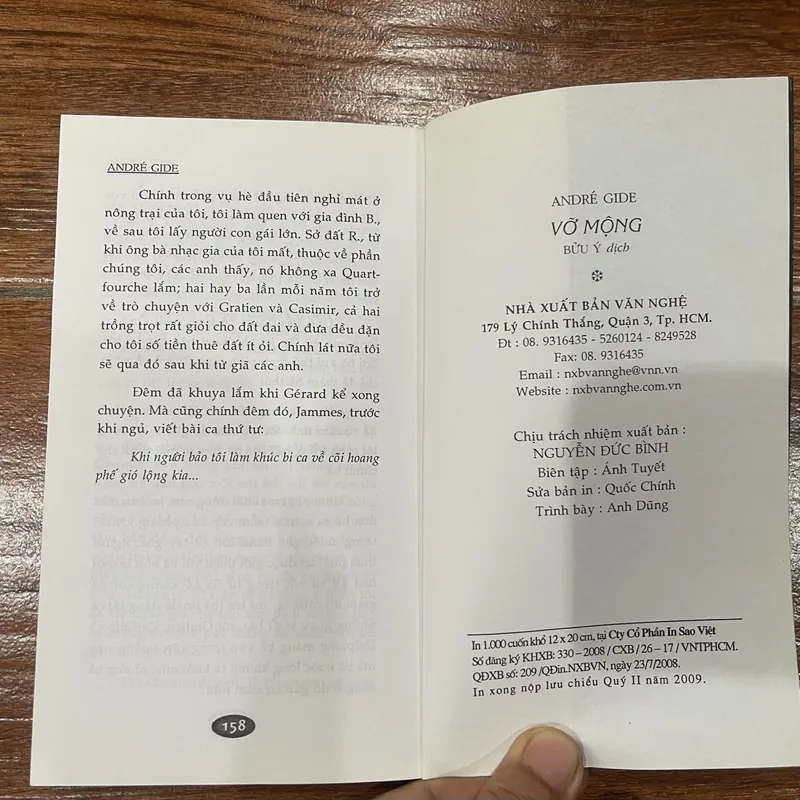 ANDRÉ GIDE
Chính trong vụ hè đầu tiên nghỉ mát ở
nông trại của tôi, tôi làm quen với gia đình B.,
về sau tôi lấy người con gái lớn. Sở đất R., từ
khi ông bà nhạc gia của tôi mất, thuộc về phần
chúng tôi, các anh thấy, nó không xa Quart-
fourche lắm; hai hay ba lần mỗi năm tôi trở
về trò chuyện với Gratien và Casimir, cả hai
trồng trọt rất giỏi cho đất đai và đưa đều đặn
cho tôi số tiền thuê đất ít ỏi. Chính lát nữa tôi
sẽ qua đó sau khi từ giã các anh.
Đêm đã khuya lắm khi Gérard kể xong
chuyện. Mà cũng chính đêm đó, Jammes, trước
khi ngủ, viết bài ca thứ tư:
Khi người bảo tôi làm khúc bi ca về cõi hoang
phế gió lộng kia...
158
ANDRÉ GIDE
VỠ MỘNG
BỬU Ý dịch
NHÀ XUẤT BẢN VĂN NGHỆ
179 Lý Chính Thắng, Quận 3, Tp. HCM.
Đt : 08. 9316435 - 5260124 - 8249528
Fax: 08. 9316435
Email : nxbvannghe@vnn.vn
Website : nxbvannghe.com.vn
Chịu trách nhiệm xuất bản :
NGUYỄN ĐỨC BÌNH
Biên tập : Ánh Tuyết
Sửa bản in : Quốc Chính
Trình bày : Anh Dũng
In 1.000 cuốn khổ 12 x 20 cm, tại Cty Cổ Phần In Sao Việt
Số đăng ký KHXB: 330 – 2008 / CXB / 26 – 17 / VNTPHCM.
QĐXB số: 209 /QĐin.NXBVN, ngày 23/7/2008.
In xong nộp lưu chiểu Quý II năm 2009.